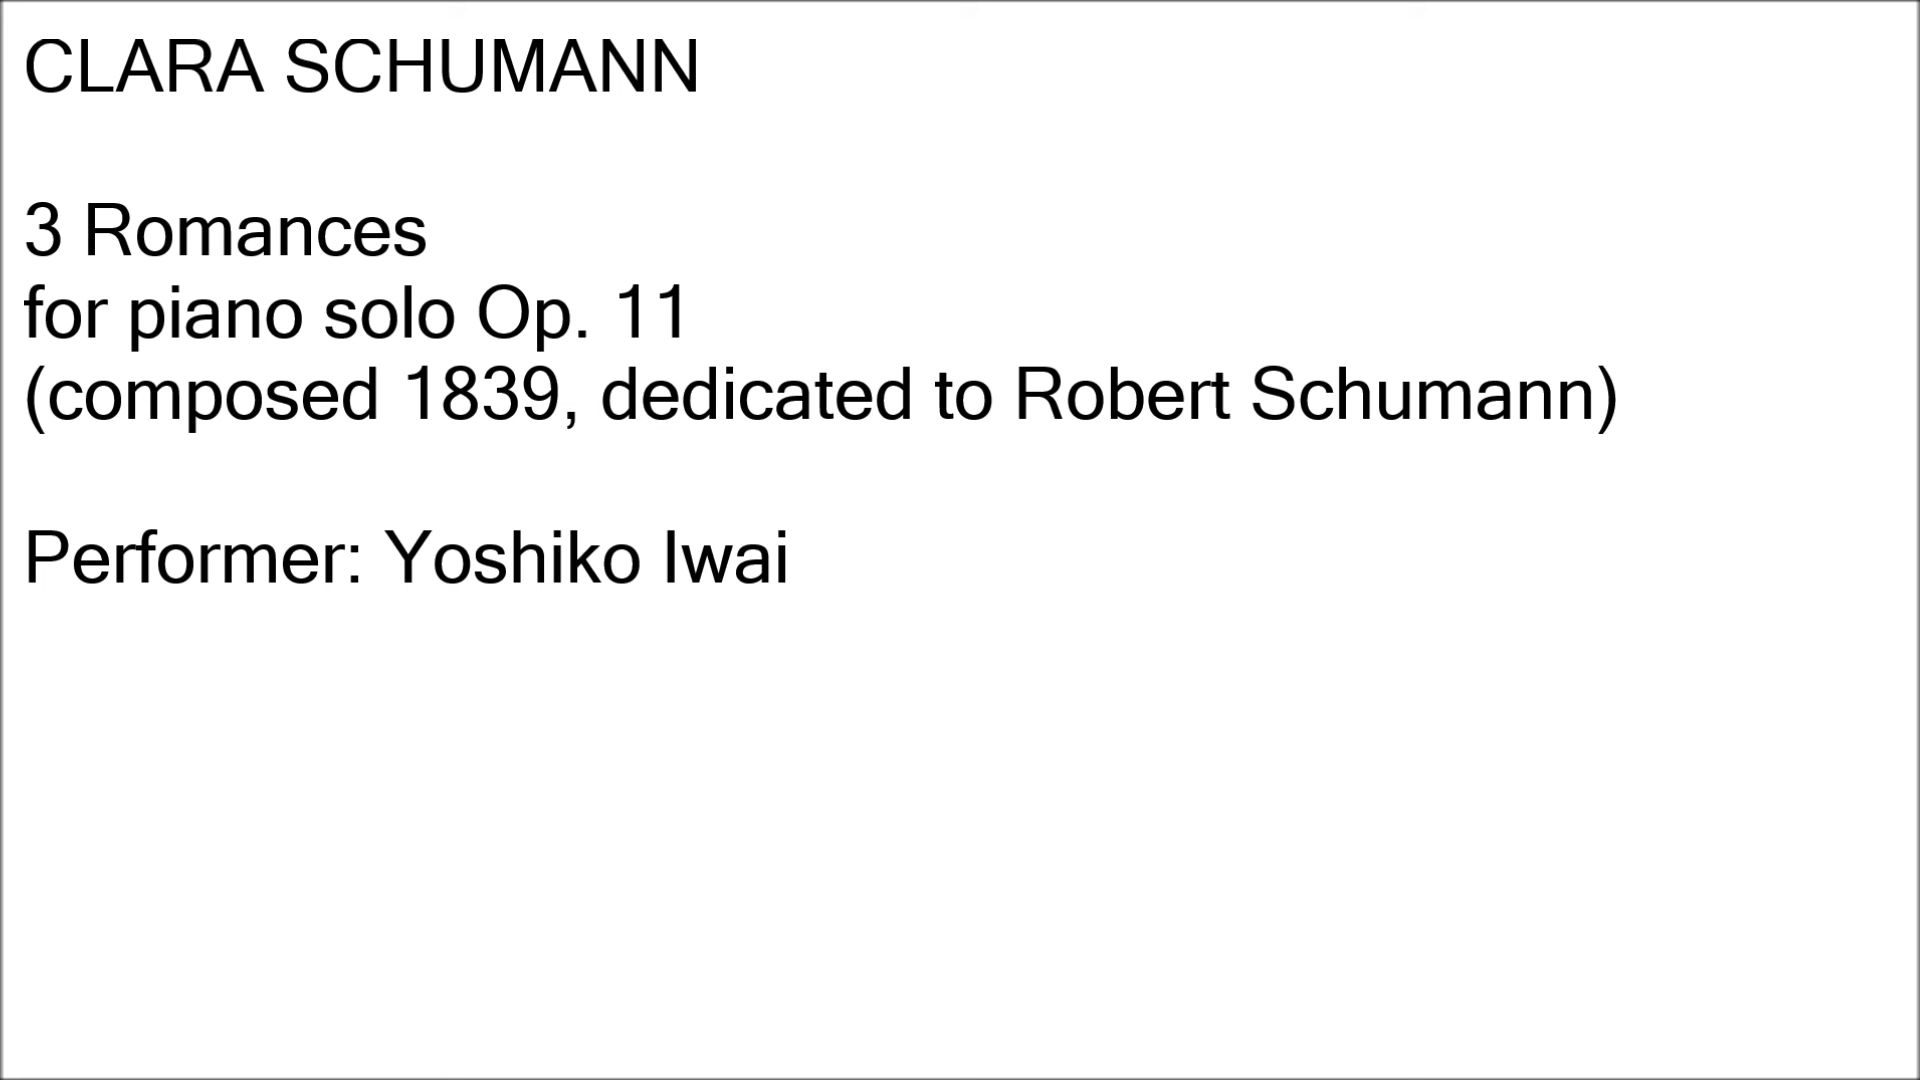 CLARA SCHUMANN
3 Romances
for piano solo Op. 11
(composed 1839, dedicated to Robert Schumann)
Performer: Yoshiko Iwai